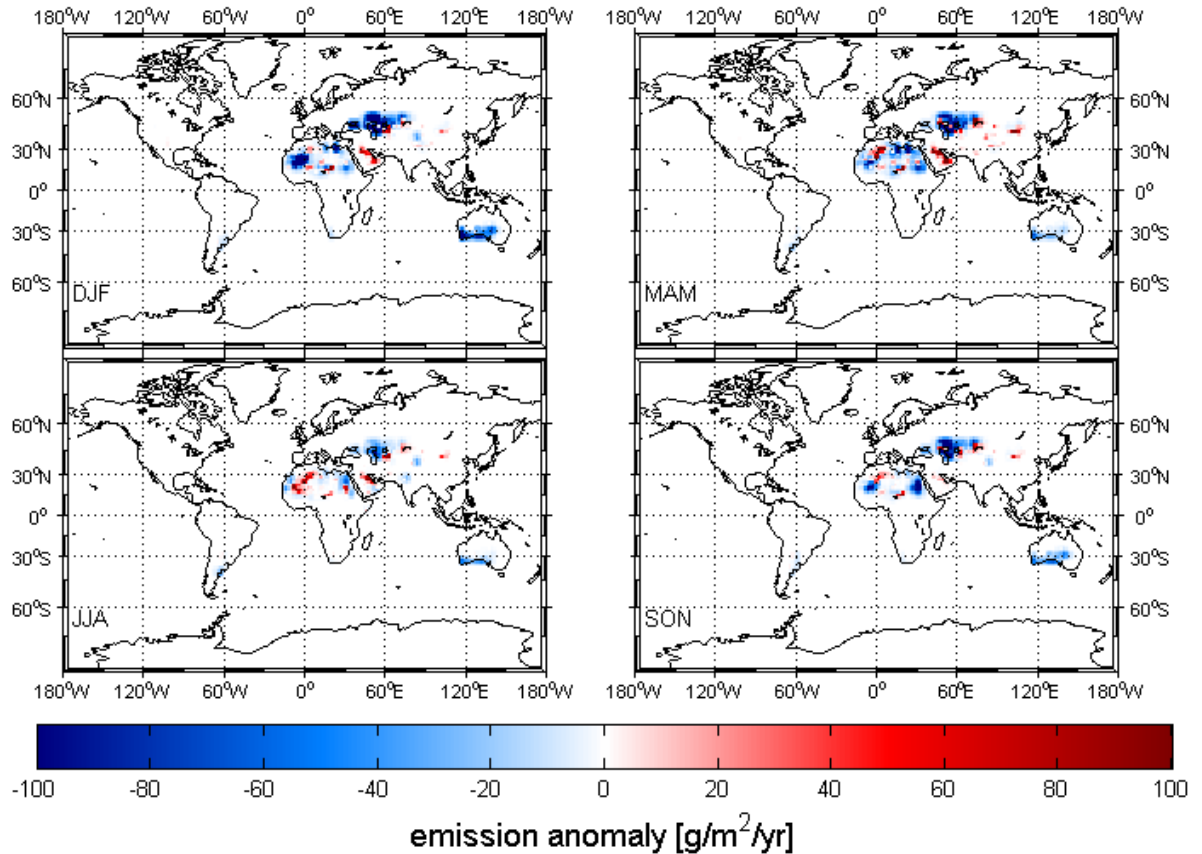 180°W 120°W 60°W 0° 60°E 120°E 180°W 180°W 120°W 60°W 0° 60°E 120°E 180°W
60°N 60°N
30°N 30°N
0° 0°
30°S 30°S
60°S 60°S
DJF MAM
60°N 60°N
30°N 30°N
0° 0°
30°S 30°S
60°S 60°S
JJA SON
180°W 120°W 60°W 0° 60°E 120°E 180°W 180°W 120°W 60°W 0° 60°E 120°E 180°W
-100 -80 -60 -40 -20 0 20 40 60 80 100
emission anomaly [g/m²/yr]